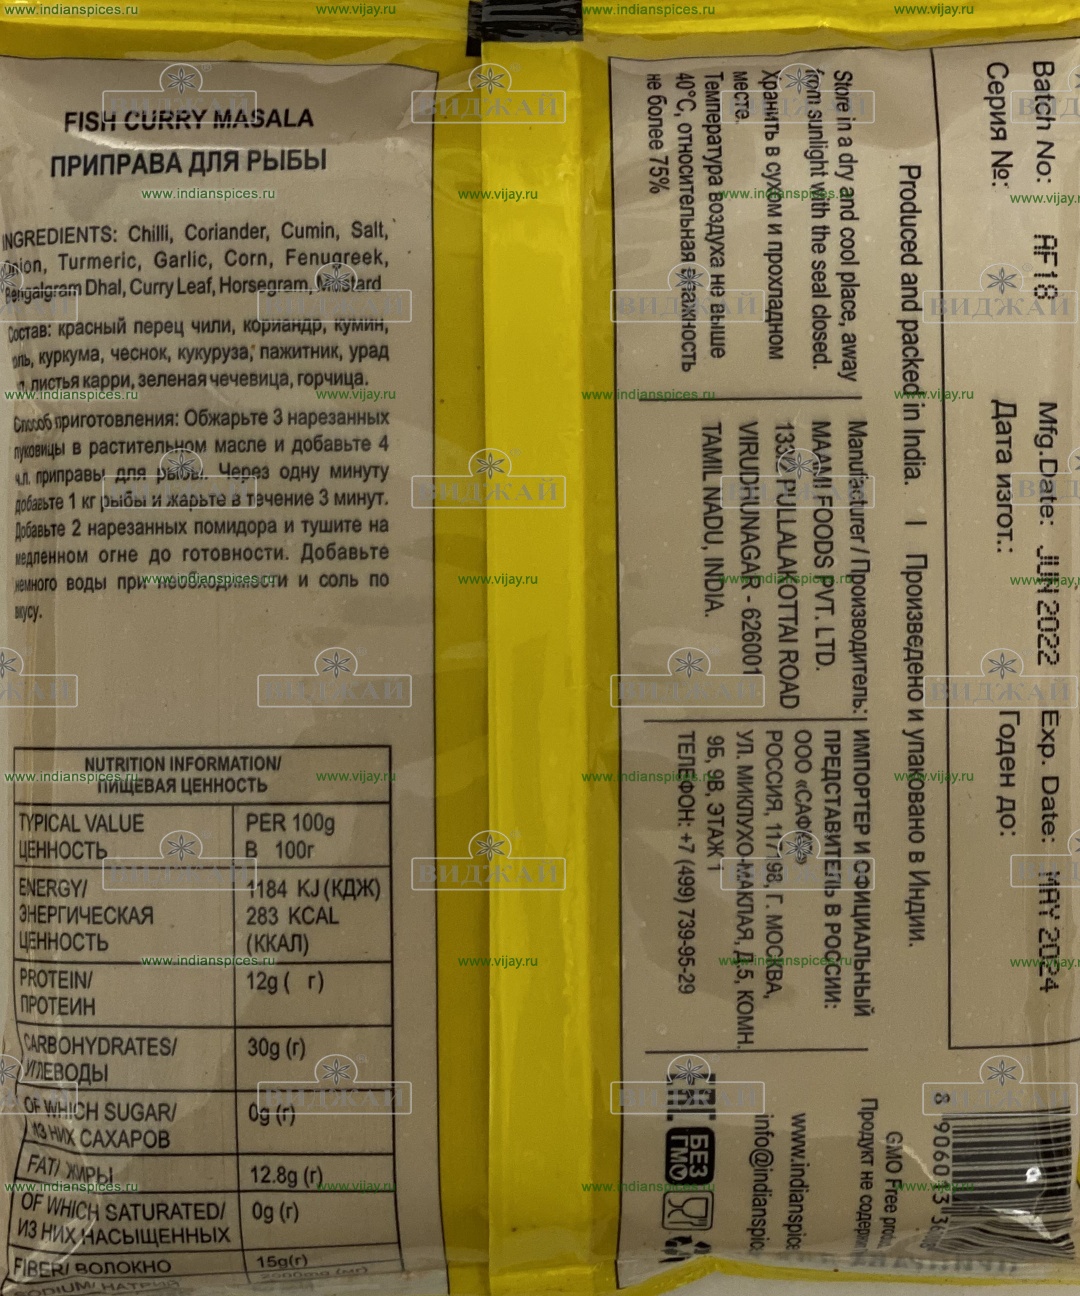 FISH CURRY MASALA
ПРИПРАВА ДЛЯ РЫБЫ
INGREDIENTS: Chilli, Coriander, Cumin, Salt,
Onion, Turmeric, Garlic, Corn, Fenugreek,
Bengalgram Dhal, Curry Leaf, Horsegram, Mustard
Состав: красный перец чили, кориандр, кумин,
куркума, чеснок, кукуруза, пажитник, урад
листья карри, зеленая чечевица, горчица.
Способ приготовления: Обжарьте 3 нарезанных
луковицы в растительном масле и добавьте 4
ч.л. приправы для рыбы. Через одну минуту
добавьте 1 кг рыбы и жарьте в течение 3 минут.
Добавьте 2 нарезанных помидора и тушите на
медленном огне до готовности. Добавьте
немного воды при необходимости и соль по
вкусу.
NUTRITION INFORMATION/
ПИЩЕВАЯ ЦЕННОСТЬ
TYPICAL VALUE PER 100g
ЦЕННОСТЬ В 100г
ENERGY/ 1184 KJ (КДЖ)
ЭНЕРГИЧЕСКАЯ 283 KCAL
ЦЕННОСТЬ (ККАЛ)
PROTEIN/ 12g ( г)
ПРОТЕИН
CARBOHYDRATES/ 30g (г)
УГЛЕВОДЫ
OF WHICH SUGAR/ 0g (г)
ИЗ НИХ САХАРОВ
FAT/ ЖИРЫ 12.8g (г)
OF WHICH SATURATED/ 0g (г)
ИЗ НИХ НАСЫЩЕННЫХ
FIBER/ ВОЛОКНО 15g(г)
SODIUM/ НАТРИЙ
Batch No: AF18 Mfg.Date: JUN 2022 Exp. Date: MAY 2024
Серия №: Дата изгот.: Годен до:
Produced and packed in India. | Произведено и упаковано в Индии.
Store in a dry and cool place, away
from sunlight with the seal closed.
Хранить в сухом и прохладном
месте.
Температура воздуха не выше
40°C, относительная влажность
не более 75%
Manufacturer / Производитель:
MAAMI FOODS PVT. LTD.
PULLALAKOTTAI ROAD
VIRUDHUNAGAR - 626001
TAMIL NADU, INDIA.
ИМПОРТЕР И ОФИЦИАЛЬНЫЙ
ПРЕДСТАВИТЕЛЬ В РОССИИ:
ООО
РОССИЯ, 117198, Г. МОСКВА,
УЛ. МИКЛУХО-МАКЛАЯ, Д.5, КОМН.
9Б, 9В, ЭТАЖ 1
ТЕЛЕФОН: +7 (499) 739-95-29
GMO Free
Продукт не
www.indianspice
info@indianspic
EAC
БЕЗ
ГМО
8 9060
ВИДЖАЙ
www.indianspices.ru
www.vijay.ru